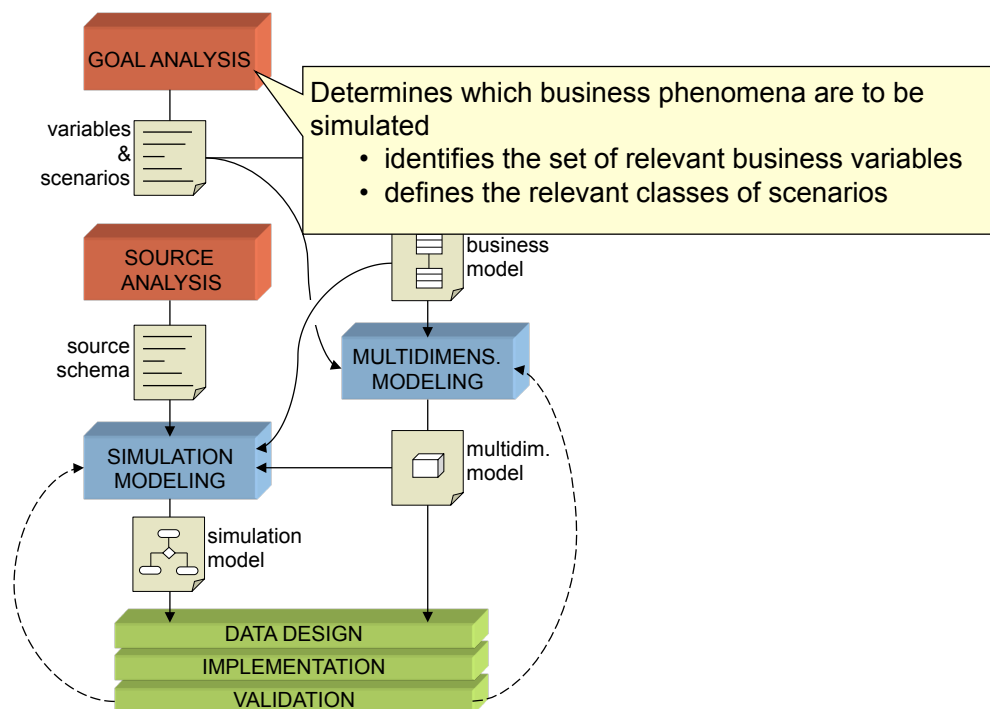 GOAL ANALYSIS
Determines which business phenomena are to be
simulated
• identifies the set of relevant business variables
• defines the relevant classes of scenarios
variables
&
scenarios
business
model
SOURCE
ANALYSIS
source
schema
MULTIDIMENS.
MODELING
SIMULATION
MODELING
multidim.
model
simulation
model
DATA DESIGN
IMPLEMENTATION
VALIDATION